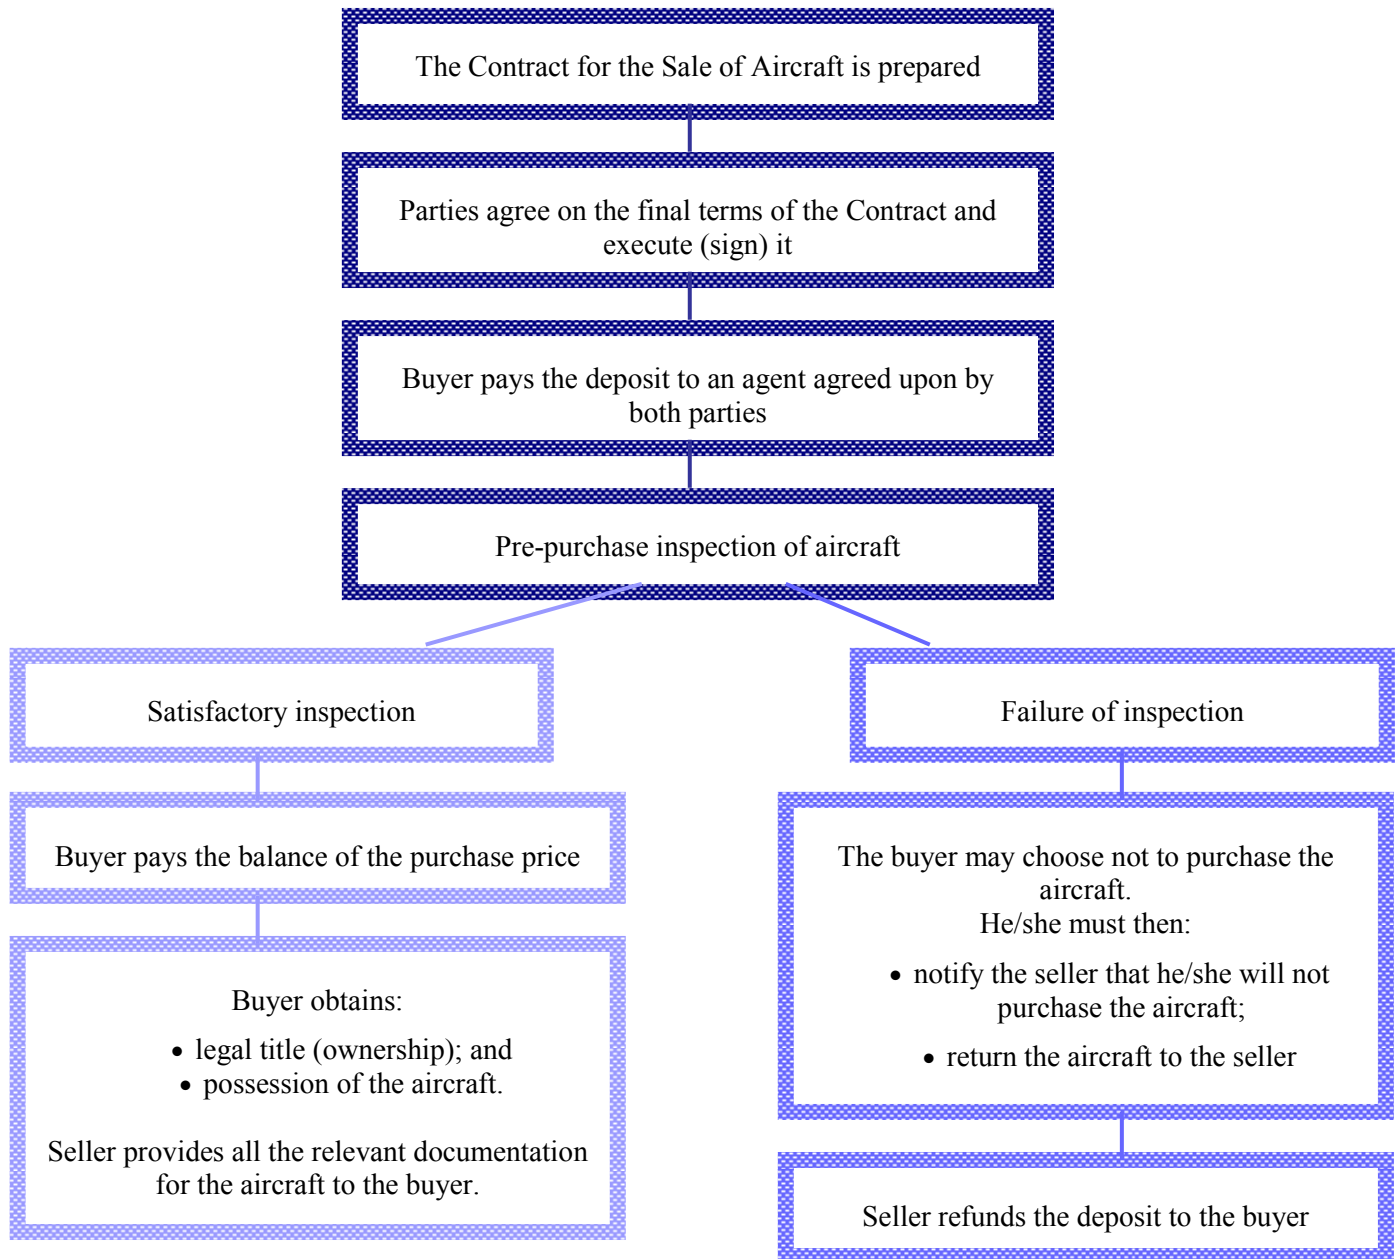 The Contract for the Sale of Aircraft is prepared
Parties agree on the final terms of the Contract and
execute (sign) it
Buyer pays the deposit to an agent agreed upon by
both parties
Pre-purchase inspection of aircraft
Satisfactory inspection
Buyer pays the balance of the purchase price
Buyer obtains:
• legal title (ownership); and
• possession of the aircraft.
Seller provides all the relevant documentation
for the aircraft to the buyer.
Failure of inspection
The buyer may choose not to purchase the
aircraft.
He/she must then:
• notify the seller that he/she will not
purchase the aircraft;
• return the aircraft to the seller
Seller refunds the deposit to the buyer